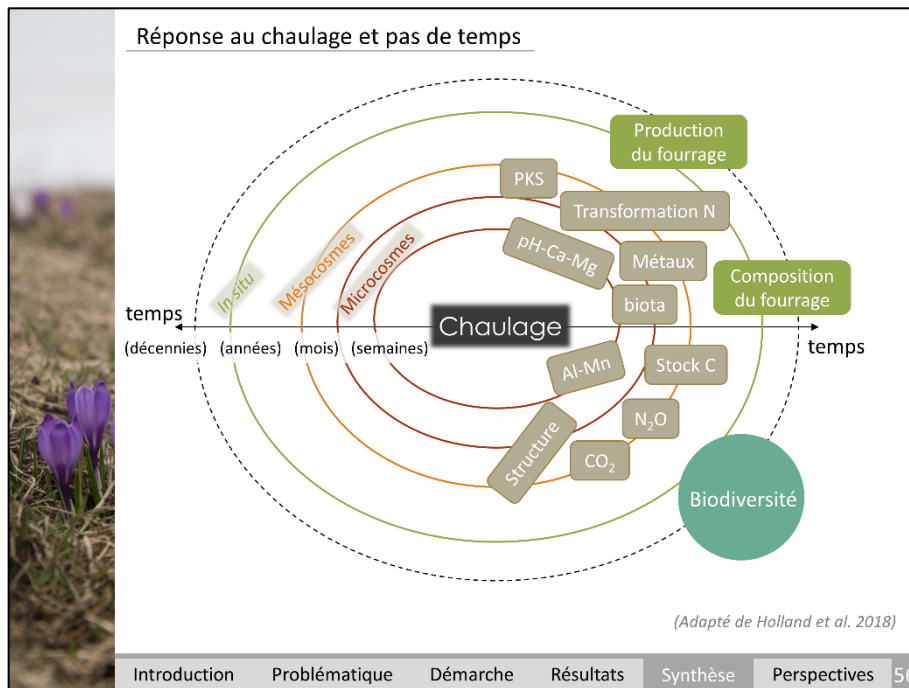 Réponse au chaulage et pas de temps
Production
du fourrage
PKS
Transformation N
pH-Ca-Mg
Métaux
Mésocosmes
Microcosmes
In situ
biota
Composition
du fourrage
temps
Chaulage
temps
(décennies)
(années)
(mois)
(semaines)
Al-Mn
Stock C
N₂O
Structure
CO₂
Biodiversité
(Adapté de Holland et al. 2018)
Introduction
Problématique
Démarche
Résultats
Synthèse
Perspectives